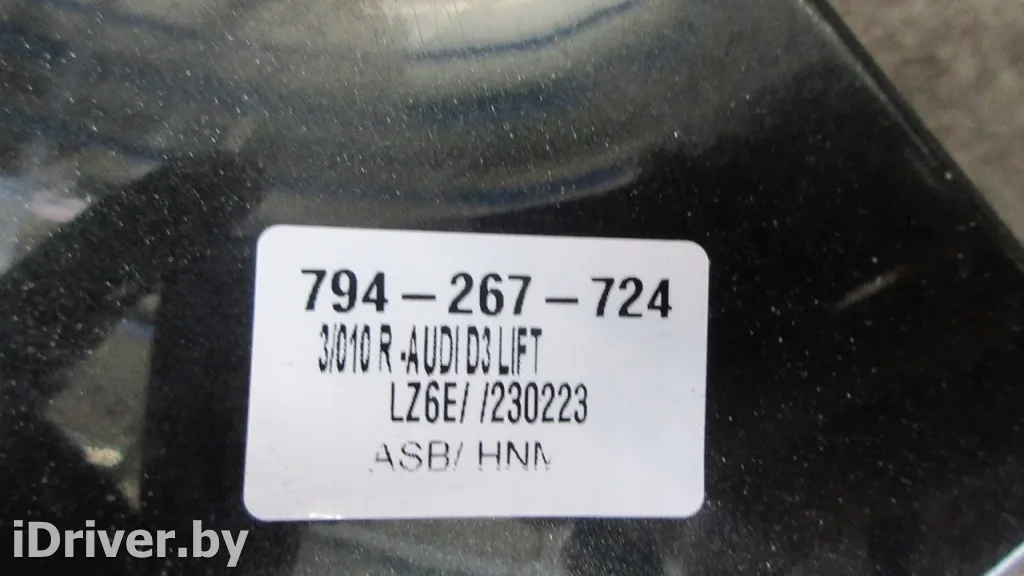 794-267-724
3/010 R -AUDI D3 LIFT
LZ6E/ /230223
ASB/ HNM
iDriver.by